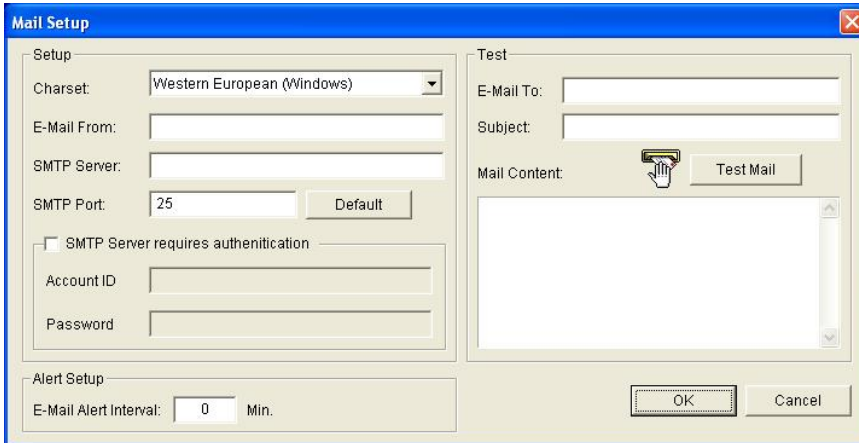 Mail Setup
Setup
Charset: Western European (Windows)
E-Mail From:
SMTP Server:
SMTP Port: 25 Default
SMTP Server requires authenitication
Account ID
Password
Alert Setup
E-Mail Alert Interval: 0 Min.
Test
E-Mail To:
Subject:
Mail Content: Test Mail
OK Cancel